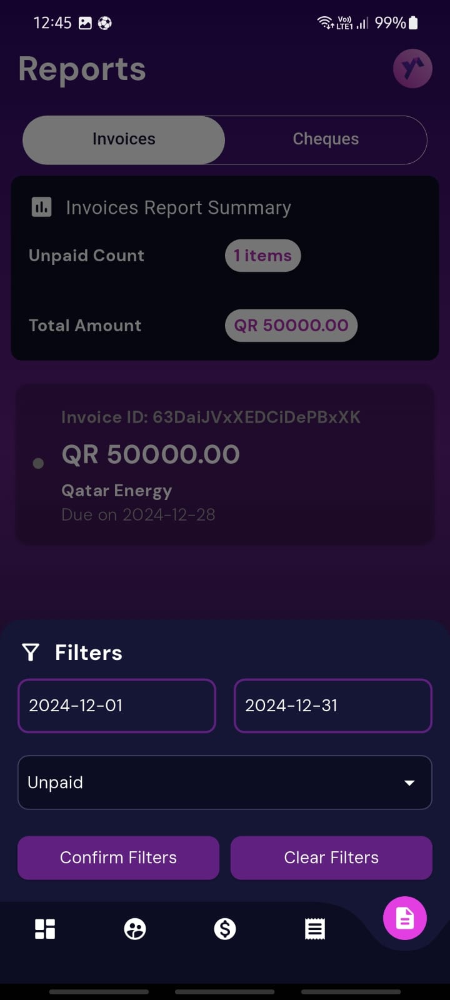 12:45 Vo)) LTE1 99%
Reports
Invoices Cheques
Invoices Report Summary
Unpaid Count 1 items
Total Amount QR 50000.00
Invoice ID: 63DaiJVxXEDCiDePBxXK
QR 50000.00
Qatar Energy
Due on 2024-12-28
Filters
2024-12-01 2024-12-31
Unpaid
Confirm Filters Clear Filters